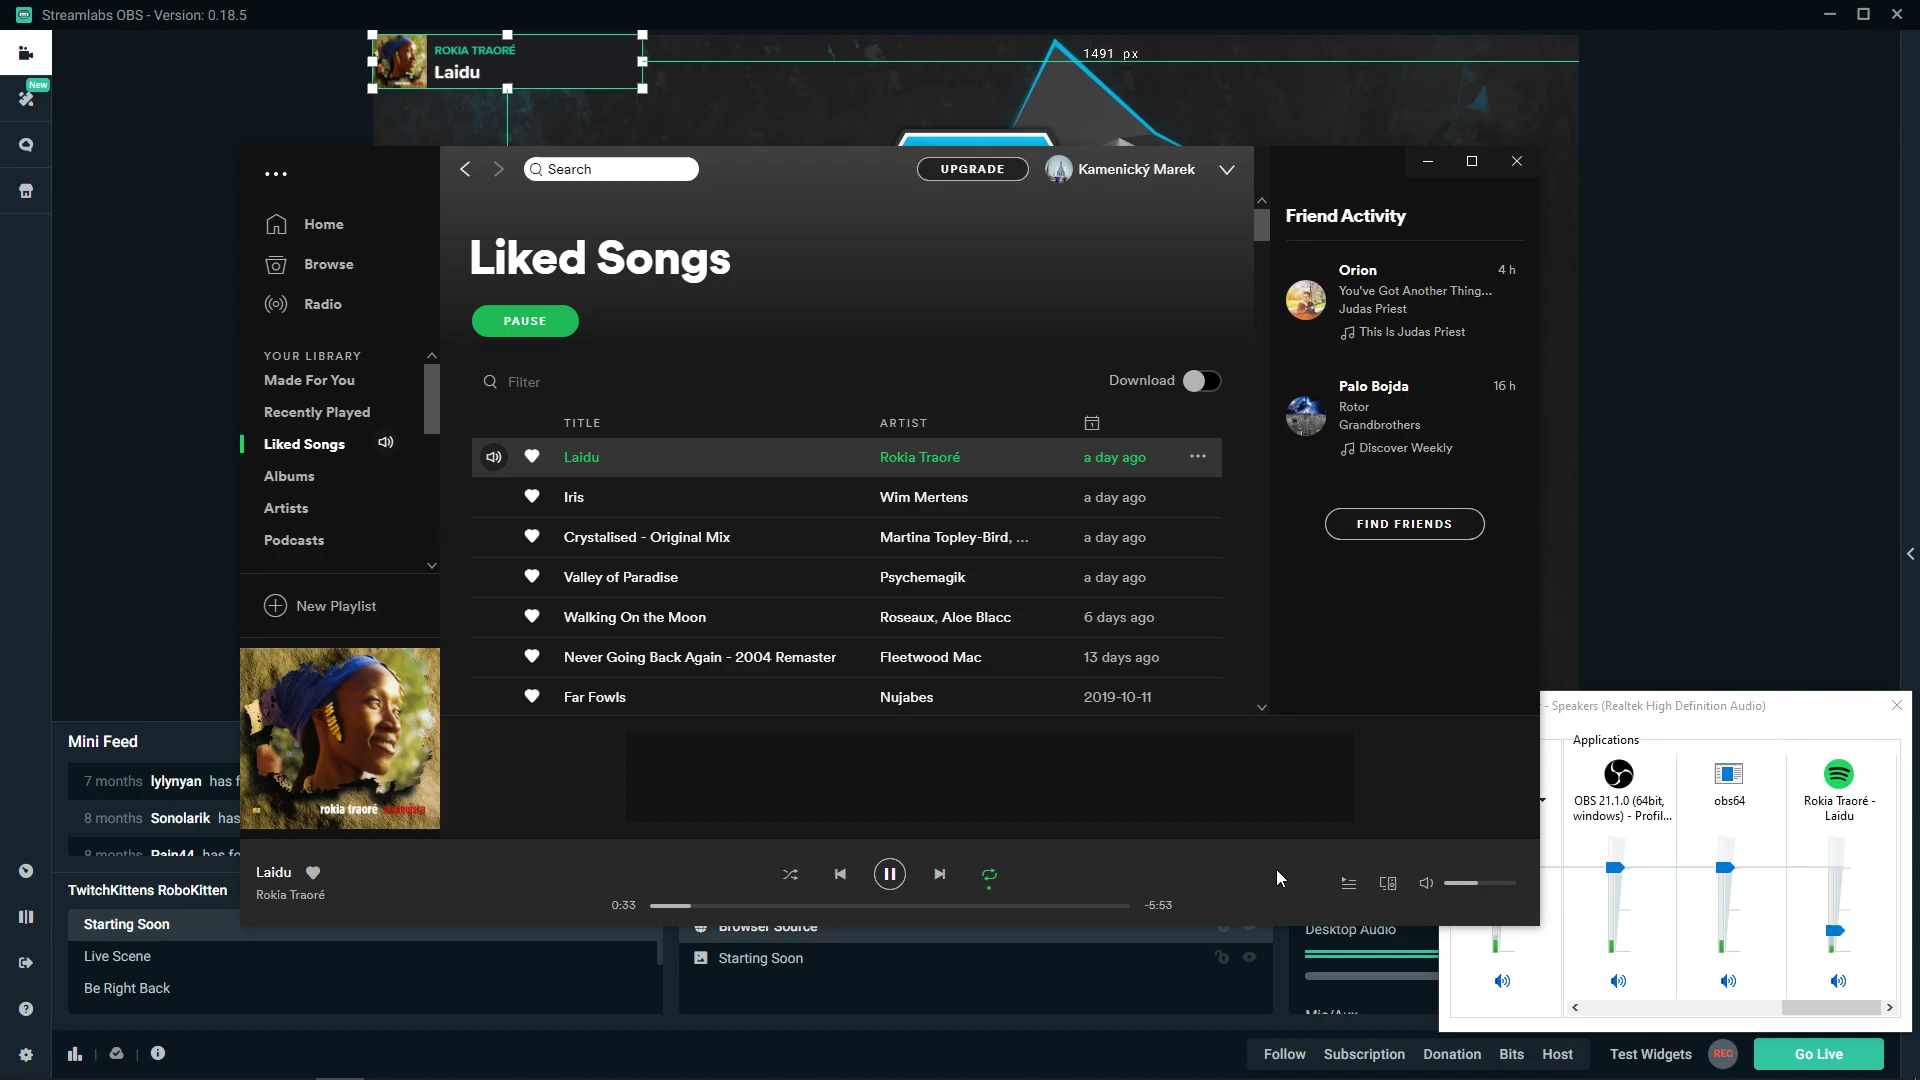 Streamlabs OBS - Version: 0.18.5
New
ROKIA TRAORÉ
Laidu
1491 px
Search
UPGRADE
Kamenický Marek
Home
Browse
Radio
YOUR LIBRARY
Made For You
Recently Played
Liked Songs
Albums
Artists
Podcasts
New Playlist
Liked Songs
PAUSE
Filter
Download
TITLE ARTIST
Laidu Rokia Traoré a day ago
Iris Wim Mertens a day ago
Crystalised - Original Mix Martina Topley-Bird, ... a day ago
Valley of Paradise Psychemagik a day ago
Walking On the Moon Roseaux, Aloe Blacc 6 days ago
Never Going Back Again - 2004 Remaster Fleetwood Mac 13 days ago
Far Fowls Nujabes 2019-10-11
Friend Activity
Orion 4 h
You've Got Another Thing...
Judas Priest
This Is Judas Priest
Palo Bojda 16 h
Rotor
Grandbrothers
Discover Weekly
FIND FRIENDS
rokia traoré
Laidu
Rokia Traoré
0:33
-5:53
- Speakers (Realtek High Definition Audio)
Applications
OBS 21.1.0 (64bit,
windows) - Profil...
obs64
Rokia Traoré -
Laidu
Mini Feed
7 months lylynyan has f
8 months Sonolarik has
8 months Pain44 has fo
TwitchKittens RoboKitten
Starting Soon
Live Scene
Be Right Back
Browser Source
Starting Soon
Desktop Audio
Mic/Aux
Follow Subscription Donation Bits Host
Test Widgets
REC
Go Live